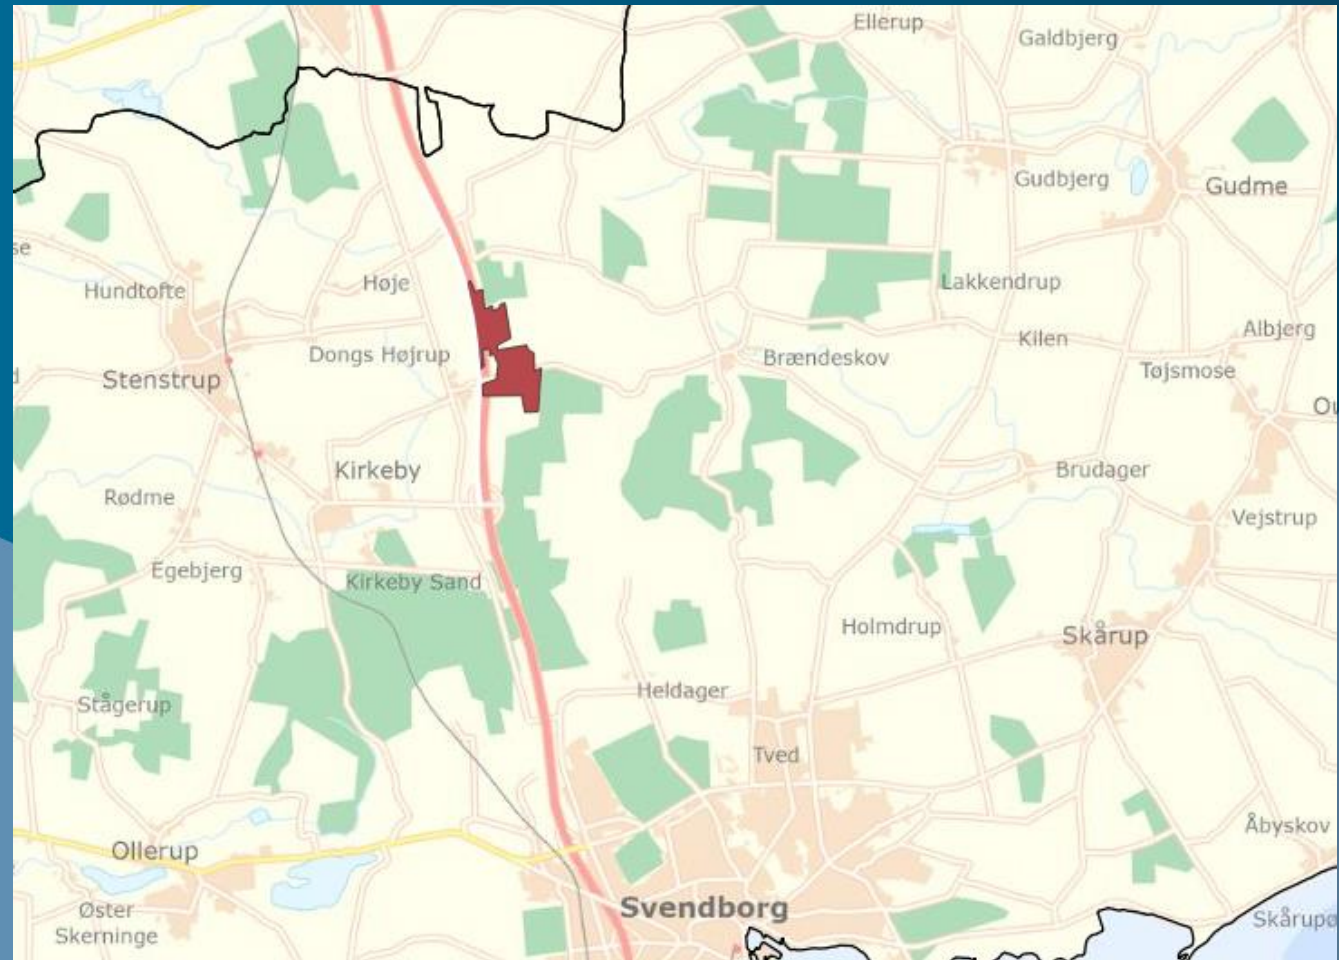 Ellerup
Galdbjerg
Gudbjerg
Gudme
se
Hundtofte
Høje
Lakkendrup
Albjerg
Kilen
Dongs Højrup
Brændeskov
Tøjsmose
Stenstrup
Kirkeby
Brudager
Rødme
Vejstrup
Egebjerg
Kirkeby Sand
Holmdrup
Skårup
Heldager
Stågerup
Tved
Åbyskov
Ollerup
Svendborg
Øster
Skerninge
Skårupø